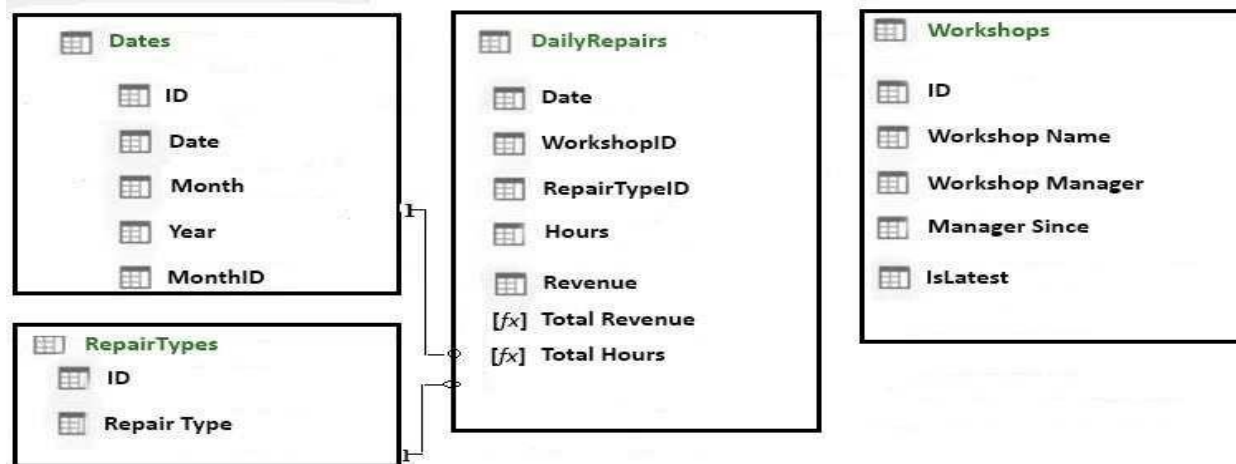 Dates
ID
Date
Month
Year
MonthID
1
RepairTypes
ID
Repair Type
1
DailyRepairs
Date
WorkshopID
RepairTypeID
Hours
Revenue
[fx] Total Revenue
[fx] Total Hours
Workshops
ID
Workshop Name
Workshop Manager
Manager Since
IsLatest